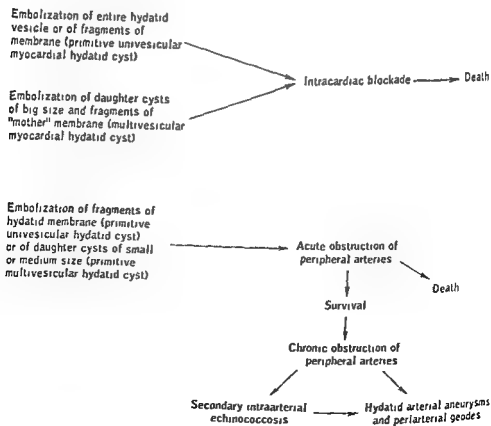 Embolization of entire hydatid
vesicle or of fragments of
membrane (primitive univesicular
myocardial hydatid cyst)
Intracardiac blockade
Death
Embolization of daughter cysts
of big size and fragments of
"mother" membrane (multivesicular
myocardial hydatid cyst)
Embolization of fragments of
hydatid membrane (primitive
univesicular hydatid cyst)
or of daughter cysts of small
or medium size (primitive
multivesicular hydatid cyst)
Acute obstruction of
peripheral arteries
Death
Survival
Chronic obstruction of
peripheral arteries
Secondary intraarterial
echinococcosis
Hydatid arterial aneurysms
and periarterial geodes